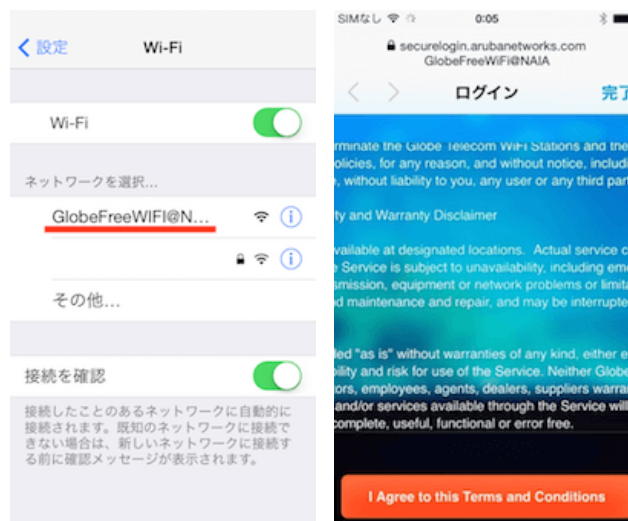 設定
Wi-Fi
Wi-Fi
ネットワークを選択...
GlobeFreeWIFI@N...
その他...
接続を確認
接続したことのあるネットワークに自動的に
接続されます。既知のネットワークに接続で
きない場合は、新しいネットワークに接続す
る前に確認メッセージが表示されます。
SIMなし 0:05
securelogin.arubanetworks.com
GlobeFreeWiFi@NAIA
ログイン
完了
rminate the Globe Telecom WiFi Stations and the
olicies, for any reason, and without notice, includi
, without liability to you, any user or any third part
ty and Warranty Disclaimer
vailable at designated locations. Actual service c
Service is subject to unavailability, including eme
smission, equipment or network problems or limita
d maintenance and repair, and may be interrupte
ed "as is" without warranties of any kind, either e
bility and risk for use of the Service. Neither Globe
ors, employees, agents, dealers, suppliers warran
and/or services available through the Service will
complete, useful, functional or error free.
I Agree to this Terms and Conditions